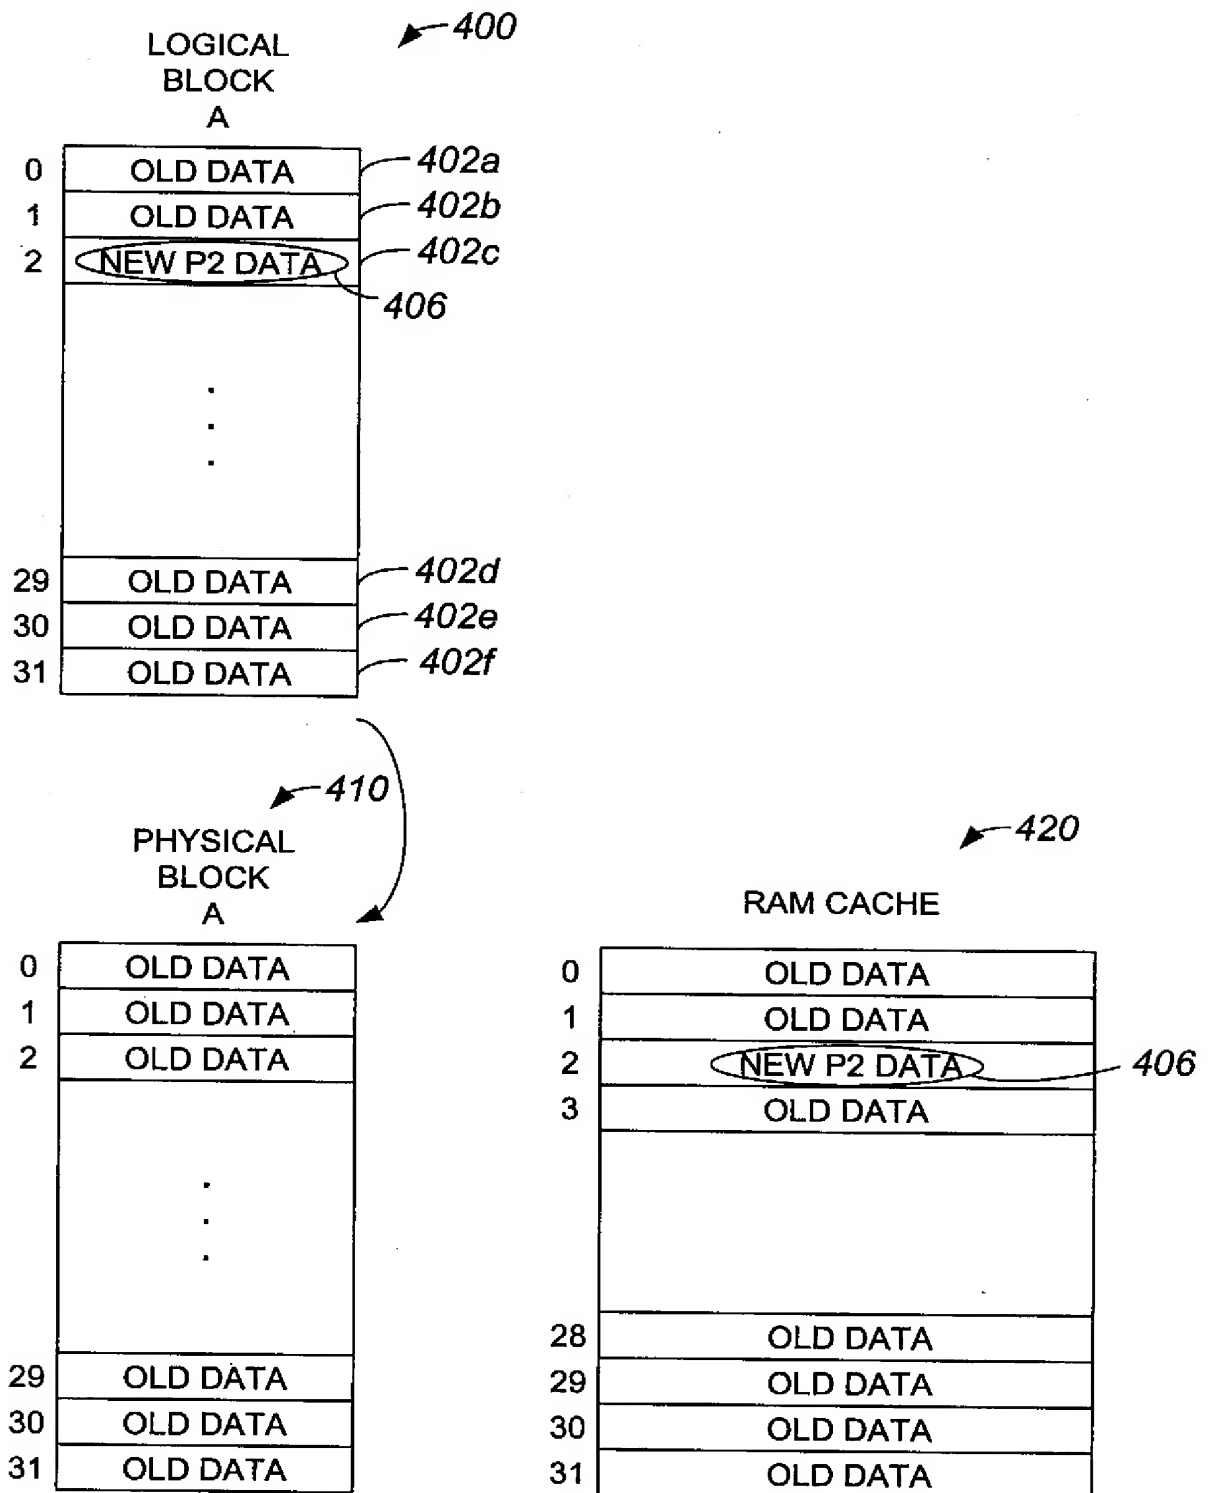 400
LOGICAL
BLOCK
A
0 OLD DATA 402a
1 OLD DATA 402b
2 NEW P2 DATA 402c
406
29 OLD DATA 402d
30 OLD DATA 402e
31 OLD DATA 402f
410
PHYSICAL
BLOCK
A
0 OLD DATA
1 OLD DATA
2 OLD DATA
29 OLD DATA
30 OLD DATA
31 OLD DATA
420
RAM CACHE
0 OLD DATA
1 OLD DATA
2 NEW P2 DATA 406
3 OLD DATA
28 OLD DATA
29 OLD DATA
30 OLD DATA
31 OLD DATA